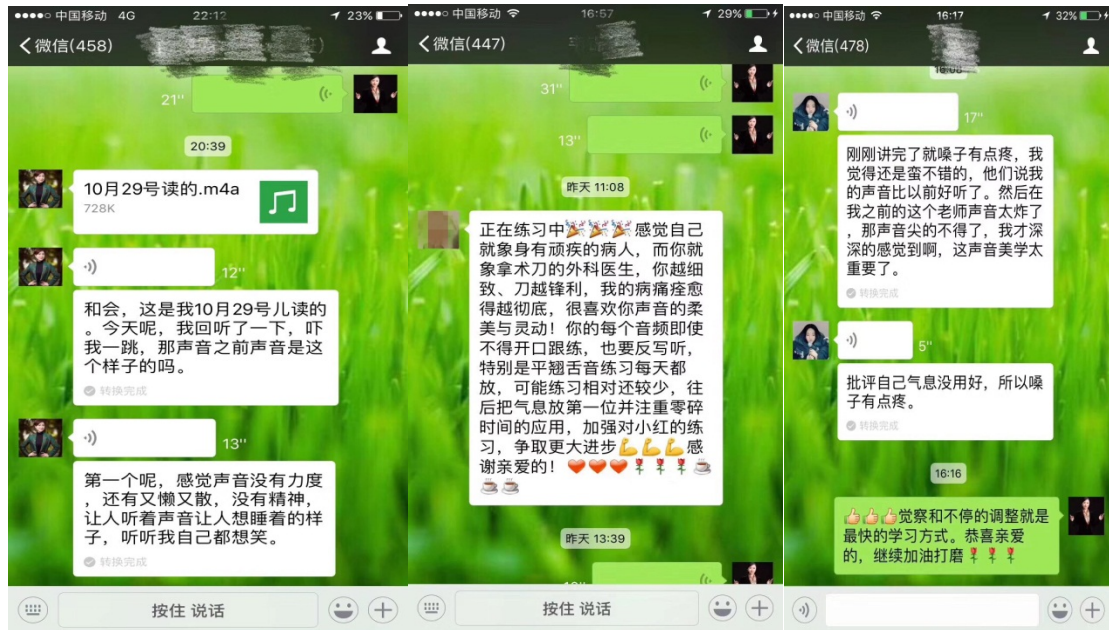 中国移动 4G 22:12 23%
微信(458)
21''
20:39
10月29号读的.m4a
728K
12''
和会，这是我10月29号儿读的
。今天呢，我回听了一下，吓
我一跳，那声音之前声音是这
个样子的吗。
转换完成
13''
第一个呢，感觉声音没有力度
，还有又懒又散，没有精神，
让人听着声音让人想睡着的样
子，听听我自己都想笑。
转换完成
按住 说话
中国移动 16:57 29%
微信(447)
31''
13''
昨天 11:08
正在练习中🎉🎉🎉感觉自己
就象身有顽疾的病人，而你就
象拿术刀的外科医生，你越细
致、刀越锋利，我的病痛痊愈
得越彻底，很喜欢你声音的柔
美与灵动！你的每个音频即使
不得开口跟练，也要反写听，
特别是平翘舌音练习每天都
放，可能练习相对还较少，往
后把气息放第一位并注重零碎
时间的应用，加强对小红的练
习，争取更大进步💪💪💪感
谢亲爱的！❤❤❤🌹🌹🌹☕
☕☕
昨天 13:39
按住 说话
中国移动 16:17 32%
微信(478)
17''
刚刚讲完了就嗓子有点疼，我
觉得还是蛮不错的，他们说我
的声音比以前好听了。然后在
我之前的这个老师声音太炸了
，那声音尖的不得了，我才深
深的感觉到啊，这声音美学太
重要了。
转换完成
5''
批评自己气息没用好，所以嗓
子有点疼。
转换完成
16:16
👍👍👍觉察和不停的调整就是
最快的学习方式。恭喜亲爱
的，继续加油打磨🌹🌹🌹